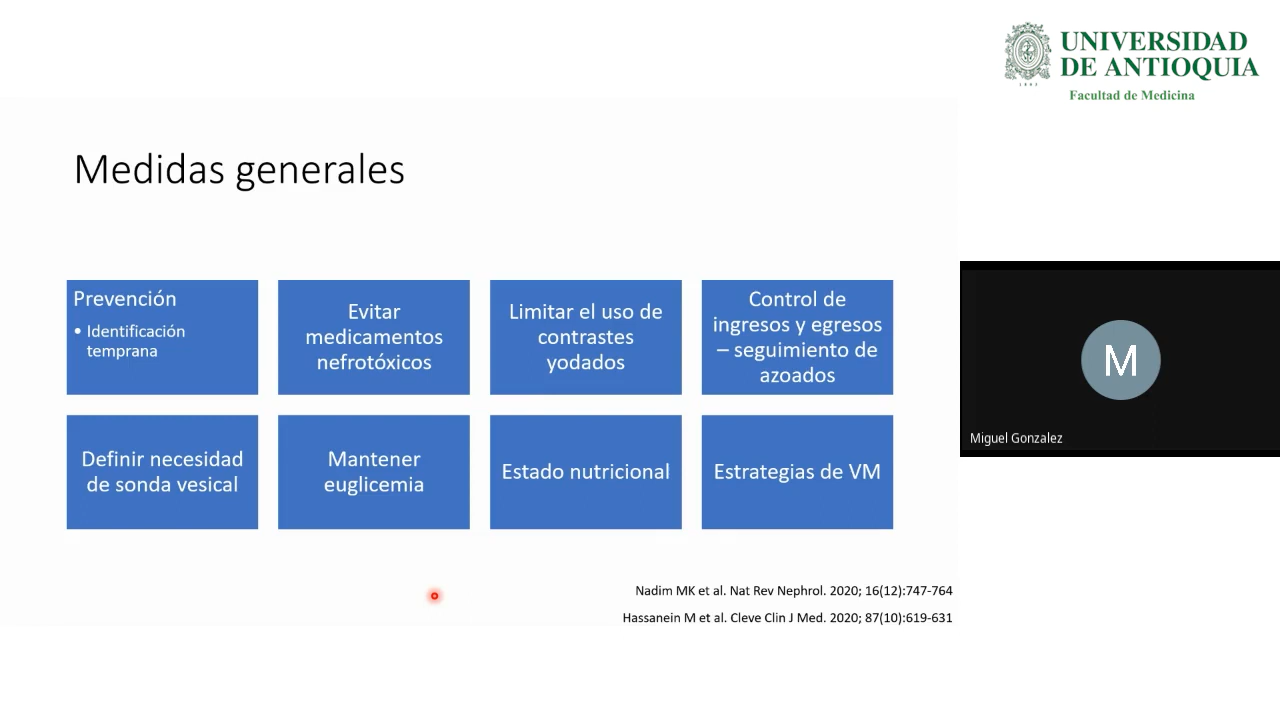 UNIVERSIDAD
DE ANTIOQUIA
1803
Facultad de Medicina
Medidas generales
Prevención
• Identificación
temprana
Evitar
medicamentos
nefrotóxicos
Limitar el uso de
contrastes
yodados
Control de
ingresos y egresos
– seguimiento de
azoados
Definir necesidad
de sonda vesical
Mantener
euglicemia
Estado nutricional
Estrategias de VM
M
Miguel Gonzalez
Nadim MK et al. Nat Rev Nephrol. 2020; 16(12):747-764
Hassanein M et al. Cleve Clin J Med. 2020; 87(10):619-631